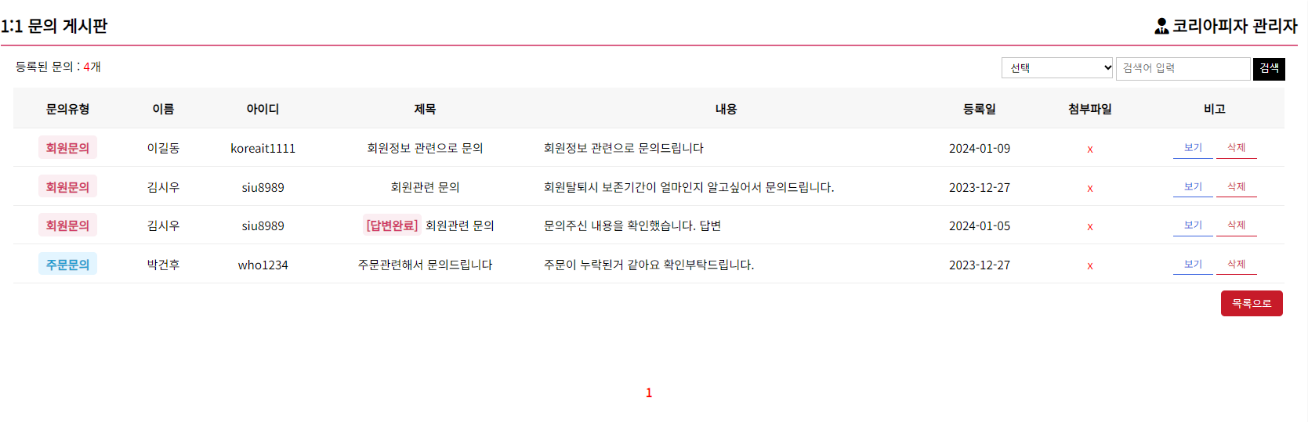 1:1 문의 게시판 코리아피자 관리자
등록된 문의 : 4개 선택 검색어 입력 검색
문의유형 이름 아이디 제목 내용 등록일 첨부파일 비고
회원문의 이길동 koreait1111 회원정보 관련으로 문의 회원정보 관련으로 문의드립니다 2024-01-09 x 보기 삭제
회원문의 김시우 siu8989 회원관련 문의 회원탈퇴시 보존기간이 얼마인지 알고싶어서 문의드립니다. 2023-12-27 x 보기 삭제
회원문의 김시우 siu8989 [답변완료] 회원관련 문의 문의주신 내용을 확인했습니다. 답변 2024-01-05 x 보기 삭제
주문문의 박건후 who1234 주문관련해서 문의드립니다 주문이 누락된거 같아요 확인부탁드립니다. 2023-12-27 x 보기 삭제
목록으로
1